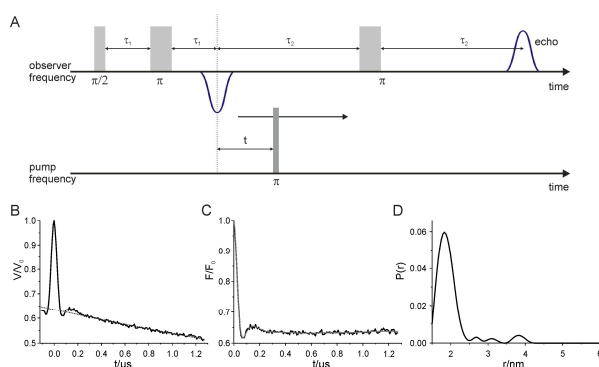 A
τ₁ τ₁ τ₂ τ₂ echo
observer
frequency
π/2 π π time
t
pump
frequency
π time
B C D
1.0 1.0
0.9 0.9 0.06
0.8 0.8 0.04
V/V₀ F/F₀ P(r)
0.7 0.7 0.02
0.6 0.6
0.5 0.5 0.00
0.0 0.2 0.4 0.6 0.8 1.0 1.2 0.0 0.2 0.4 0.6 0.8 1.0 1.2 2 3 4 5 6
t/us t/us r/nm